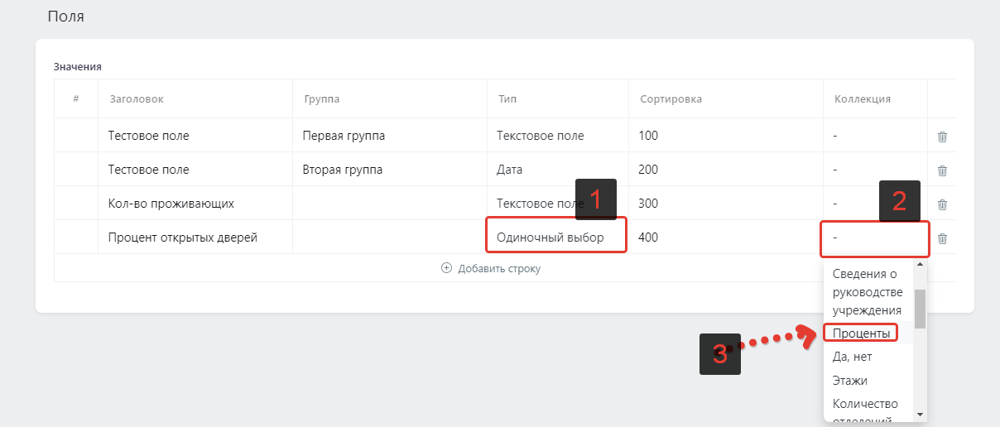 Поля
Значения
# Заголовок Группа Тип Сортировка Коллекция
Тестовое поле Первая группа Текстовое поле 100 -
Тестовое поле Вторая группа Дата 200 -
1 2
Кол-во проживающих Текстовое поле 300 -
Процент открытых дверей Одиночный выбор 400 -
Добавить строку
Сведения о
руководстве
учреждения
Проценты
3
Да, нет
Этажи
Количество
отделений